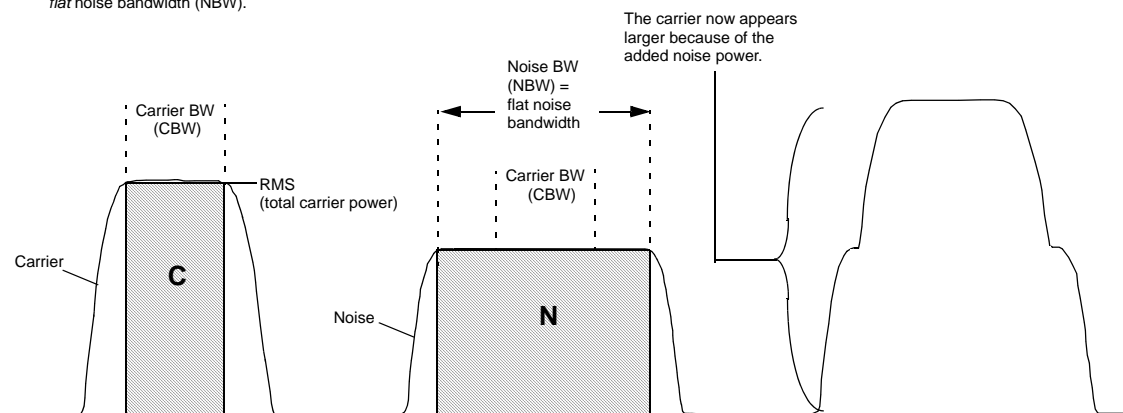 flat noise bandwidth (NBW).
The carrier now appears
larger because of the
added noise power.
Noise BW
(NBW) =
flat noise
bandwidth
Carrier BW
(CBW)
Carrier BW
(CBW)
RMS
(total carrier power)
Carrier
C
Noise
N